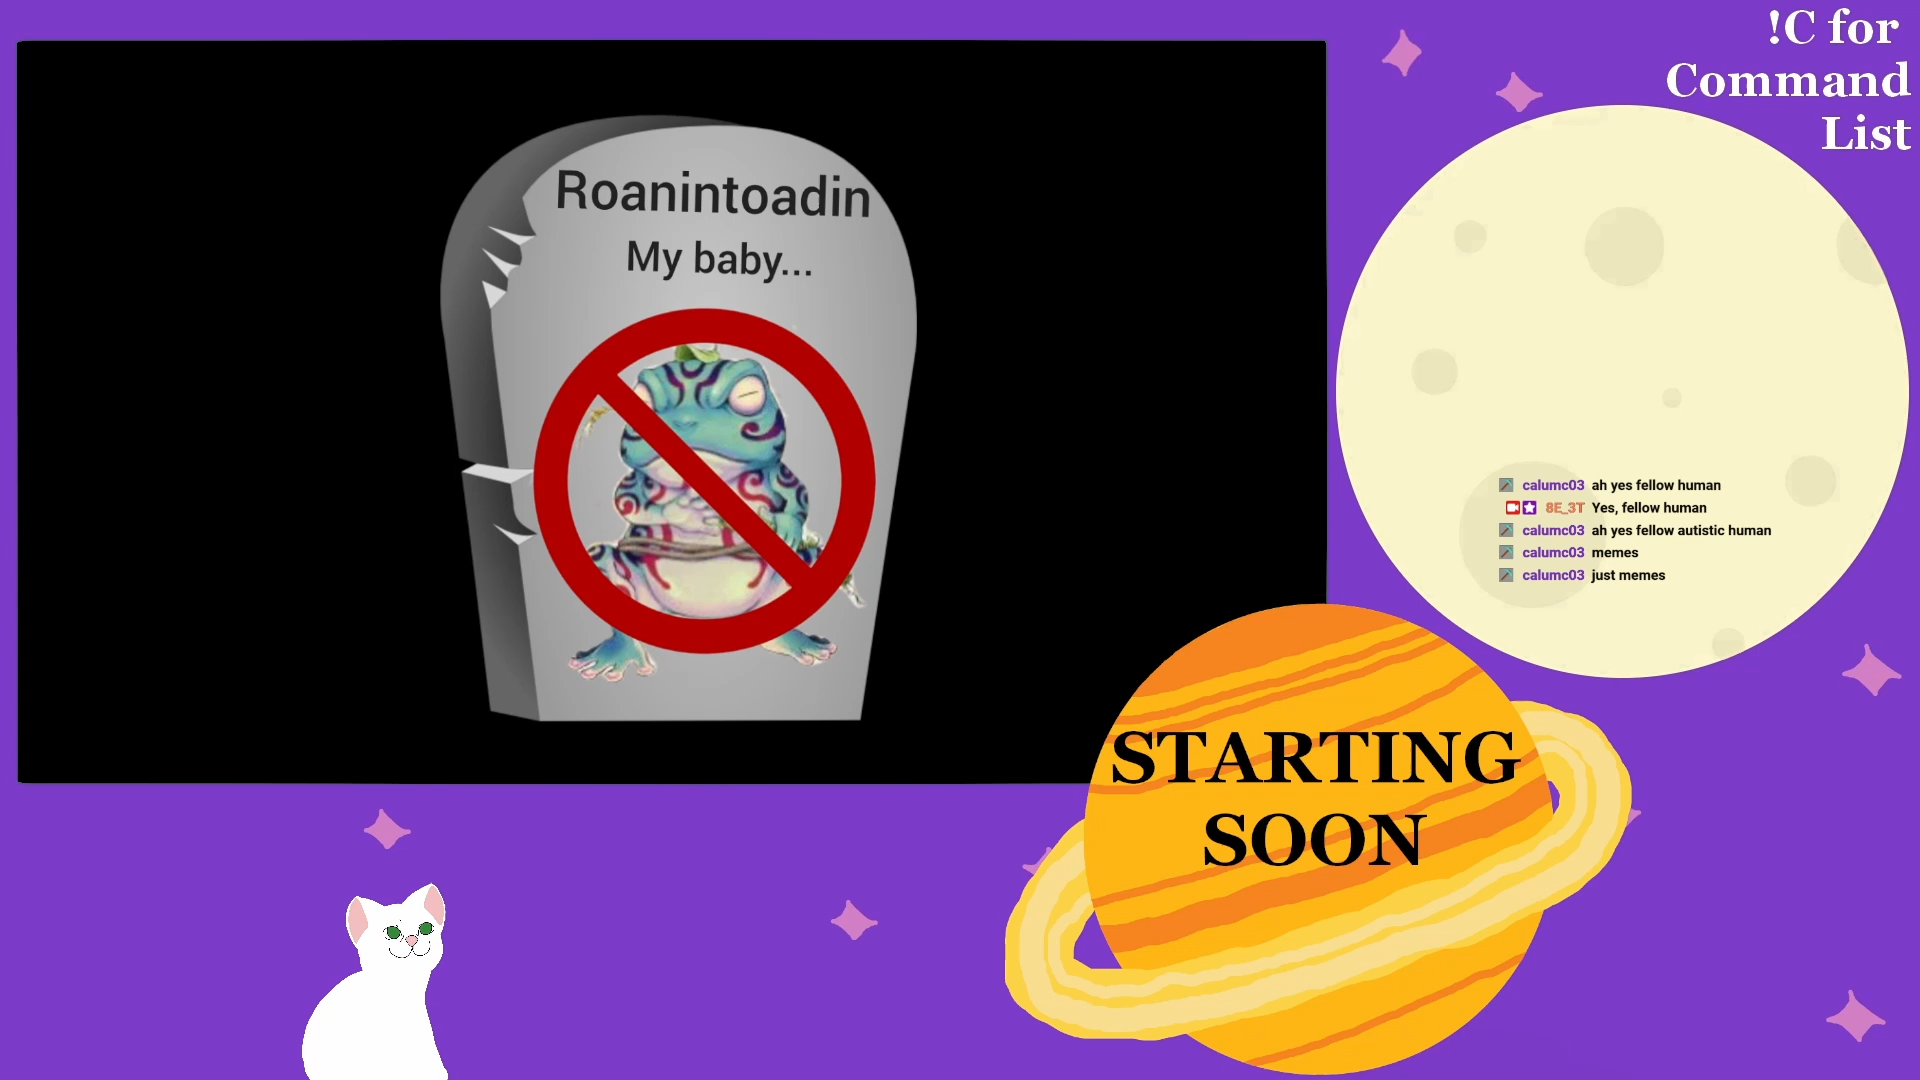 !C for
Command
List
Roanintoadin
My baby...
calumc03 ah yes fellow human
8E_3T Yes, fellow human
calumc03 ah yes fellow autistic human
calumc03 memes
calumc03 just memes
STARTING
SOON